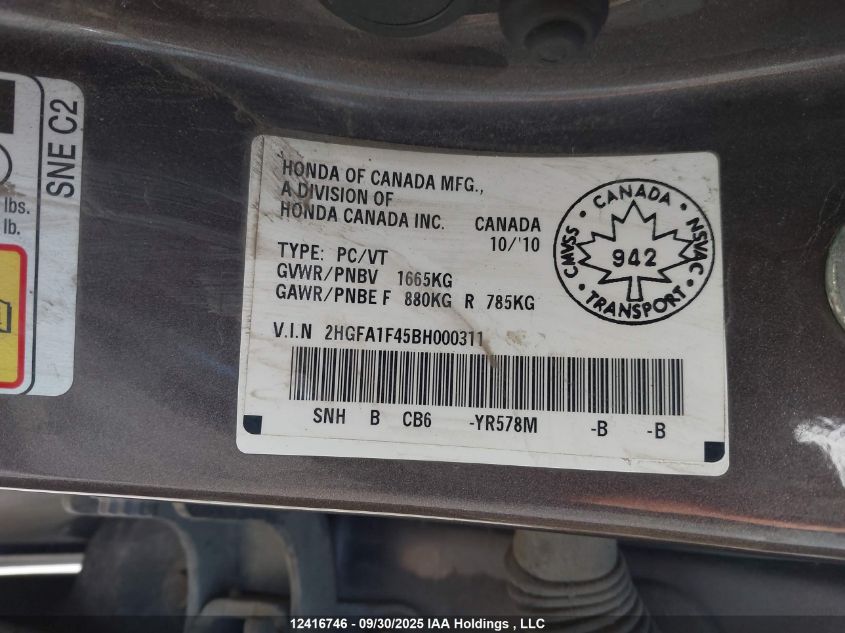 SNE C2
lbs.
lb.
HONDA OF CANADA MFG.,
A DIVISION OF
HONDA CANADA INC. CANADA
10/'10
TYPE: PC/VT
GVWR/PNBV 1665KG
GAWR/PNBE F 880KG R 785KG
V.I.N 2HGFA1F45BH000311
SNH B CB6 -YR578M -B -B
CANADA
CMVSS
942
NSVAC
TRANSPORT
12416746 - 09/30/2025 IAA Holdings , LLC